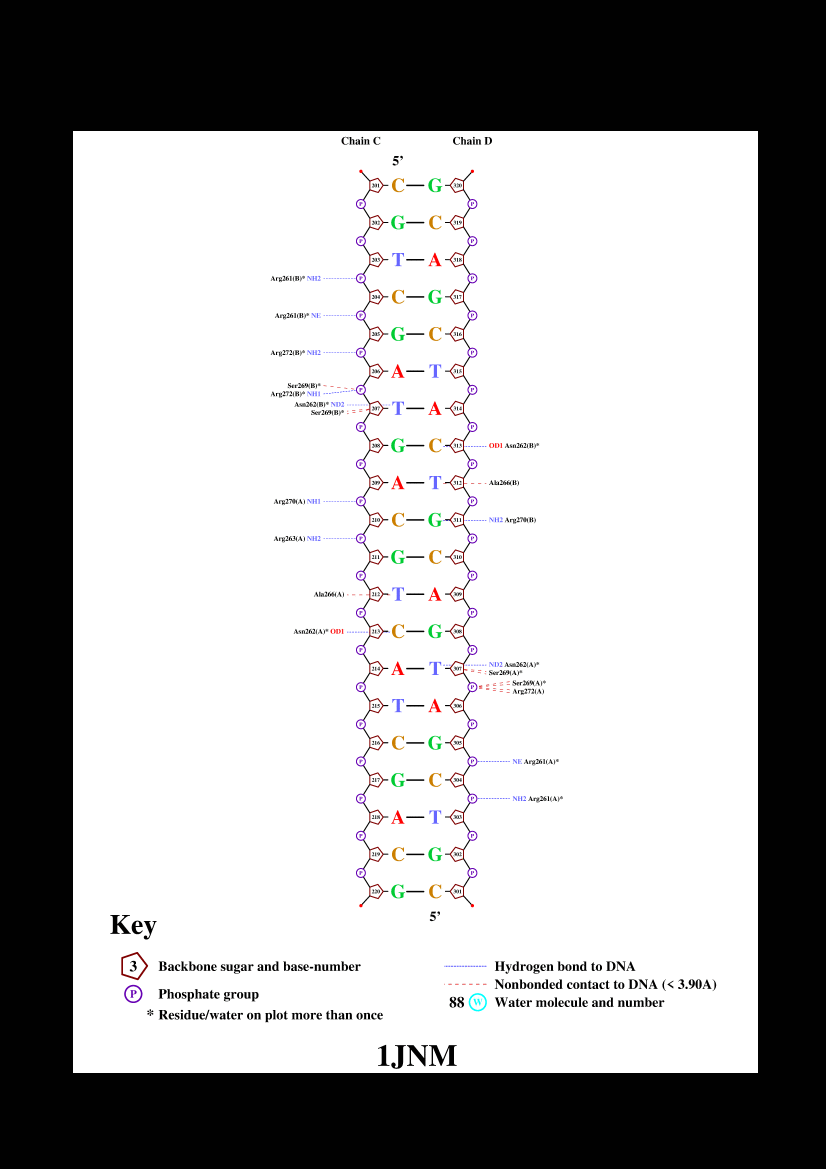 Chain C Chain D
5’
201 C G 320
P P
202 G C 319
P P
203 T A 318
Arg261(B)* NH2 P P
204 C G 317
Arg261(B)* NE P P
205 G C 316
Arg272(B)* NH2 P P
206 A T 315
Ser269(B)*
P P
Arg272(B)* NH1
Asn262(B)* ND2
207 T A 314
Ser269(B)*
P P
208 G C 313 OD1 Asn262(B)*
P P
209 A T 312 Ala266(B)
Arg270(A) NH1 P P
210 C G 311 NH2 Arg270(B)
Arg263(A) NH2 P P
211 G C 310
P P
Ala266(A) 212 T A 309
P P
Asn262(A)* OD1 213 C G 308
P P
ND2 Asn262(A)*
214 A T 307
Ser269(A)*
Ser269(A)*
P P
Arg272(A)
215 T A 306
P P
216 C G 305
P P NE Arg261(A)*
217 G C 304
P P NH2 Arg261(A)*
218 A T 303
P P
219 C G 302
P P
220 G C 301
5’
Key
3 Backbone sugar and base-number
P Phosphate group
* Residue/water on plot more than once
Hydrogen bond to DNA
Nonbonded contact to DNA (< 3.90A)
88 W Water molecule and number
1JNM